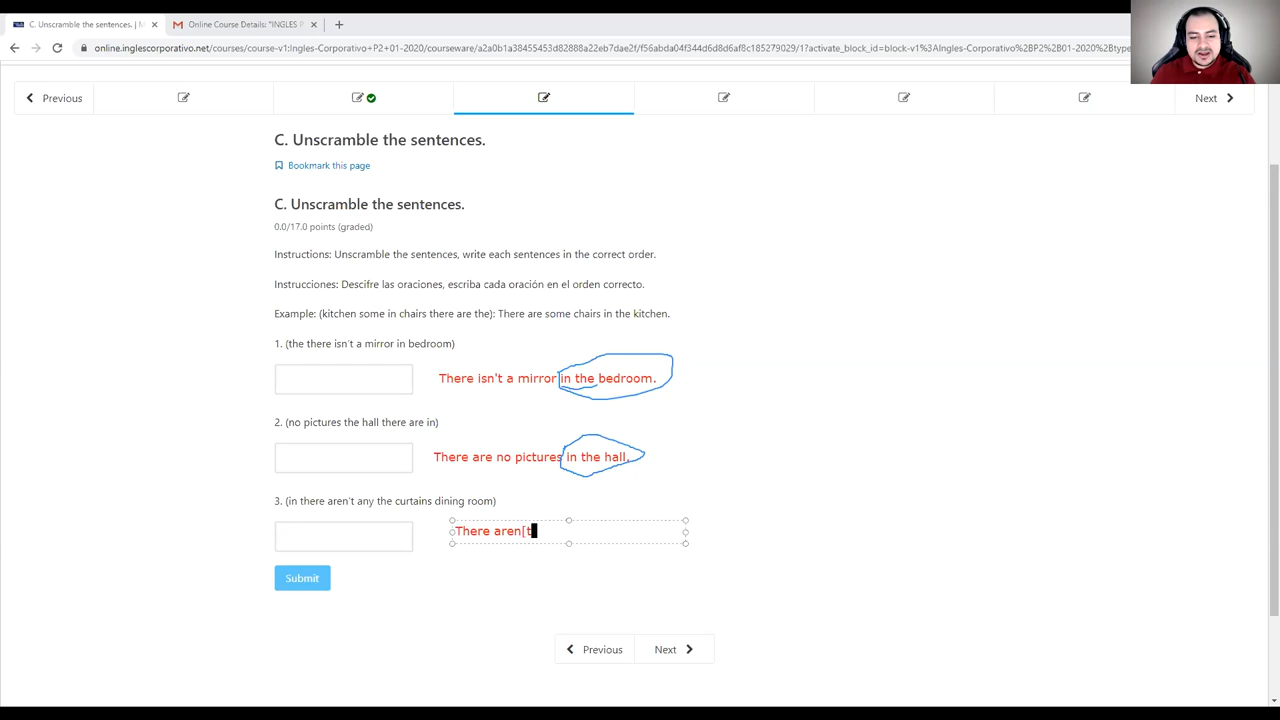 C. Unscramble the sentences. | M
Online Course Details: "INGLES P
online.inglescorporativo.net/courses/course-v1:Ingles-Corporativo+P2+01-2020/courseware/a2a0b1a38455453d82888a22eb7dae2f/f56abda04f344d6d8d6af8c185279029/1?activate_block_id=block-v1%3AIngles-Corporativo%2BP2%2B01-2020%2Btype
Previous
Next
C. Unscramble the sentences.
Bookmark this page
C. Unscramble the sentences.
0.0/17.0 points (graded)
Instructions: Unscramble the sentences, write each sentences in the correct order.
Instrucciones: Descifre las oraciones, escriba cada oración en el orden correcto.
Example: (kitchen some in chairs there are the): There are some chairs in the kitchen.
1. (the there isn't a mirror in bedroom)
There isn't a mirror in the bedroom.
2. (no pictures the hall there are in)
There are no pictures in the hall.
3. (in there aren't any the curtains dining room)
There aren[t
Submit
Previous
Next